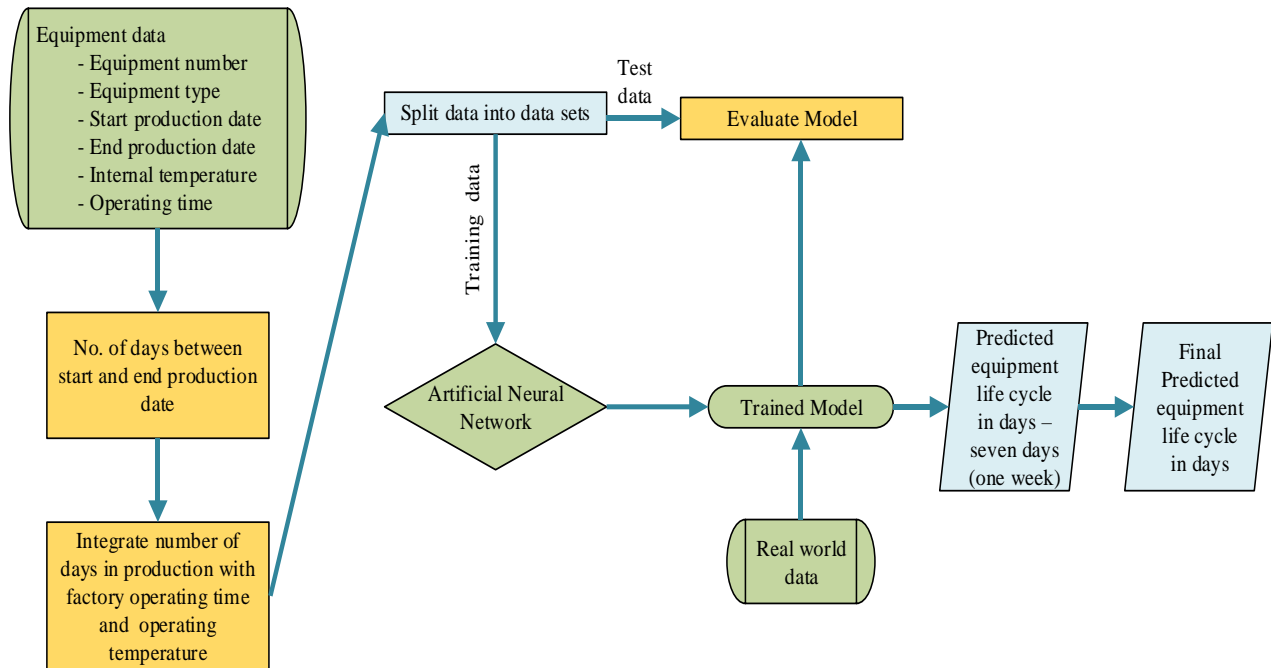 Equipment data
- Equipment number
- Equipment type
- Start production date
- End production date
- Internal temperature
- Operating time
No. of days between
start and end production
date
Integrate number of
days in production with
factory operating time
and operating
temperature
Split data into data sets
Test
data
Evaluate Model
Training data
Artificial Neural
Network
Trained Model
Real world
data
Predicted
equipment
life cycle
in days –
seven days
(one week)
Final
Predicted
equipment
life cycle
in days